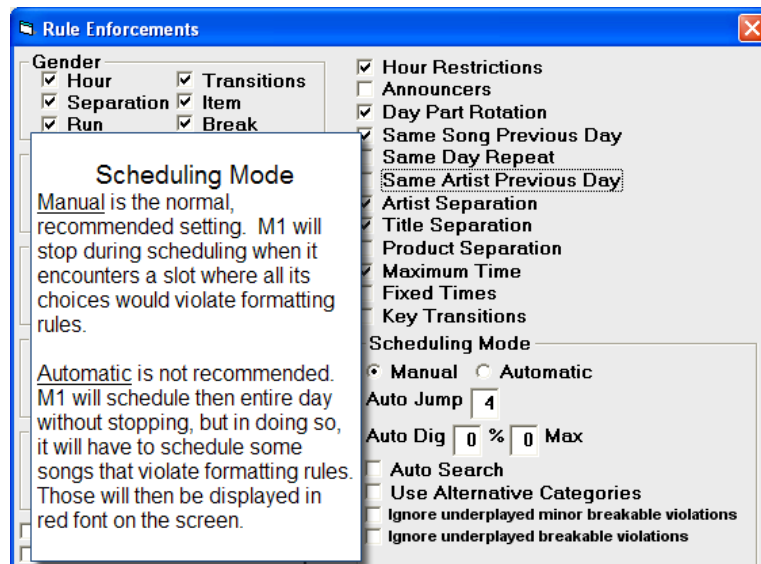 Rule Enforcements
Gender
Hour Transitions
Separation Item
Run Break
Hour Restrictions
Announcers
Day Part Rotation
Same Song Previous Day
Same Day Repeat
Same Artist Previous Day
Artist Separation
Title Separation
Product Separation
Maximum Time
Fixed Times
Key Transitions
Scheduling Mode
Manual is the normal,
recommended setting. M1 will
stop during scheduling when it
encounters a slot where all its
choices would violate formatting
rules.
Automatic is not recommended.
M1 will schedule then entire day
without stopping, but in doing so,
it will have to schedule some
songs that violate formatting rules.
Those will then be displayed in
red font on the screen.
Scheduling Mode
Manual Automatic
Auto Jump 4
Auto Dig 0 % 0 Max
Auto Search
Use Alternative Categories
Ignore underplayed minor breakable violations
Ignore underplayed breakable violations